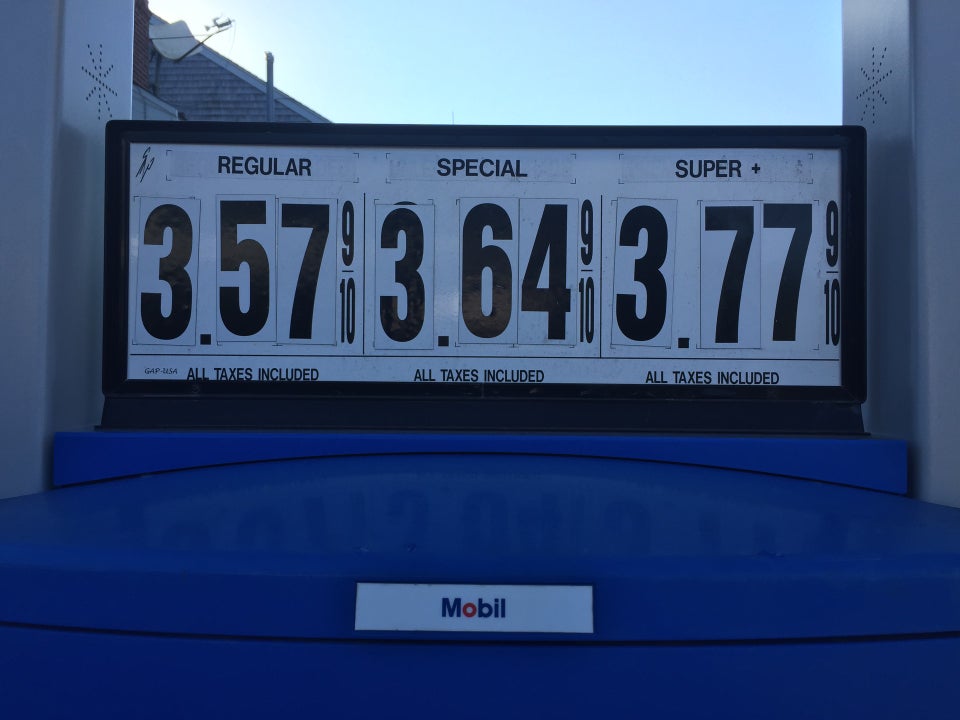 REGULAR SPECIAL SUPER +
3.57 9/10 3.64 9/10 3.77 9/10
GAP-USA ALL TAXES INCLUDED ALL TAXES INCLUDED ALL TAXES INCLUDED
Mobil